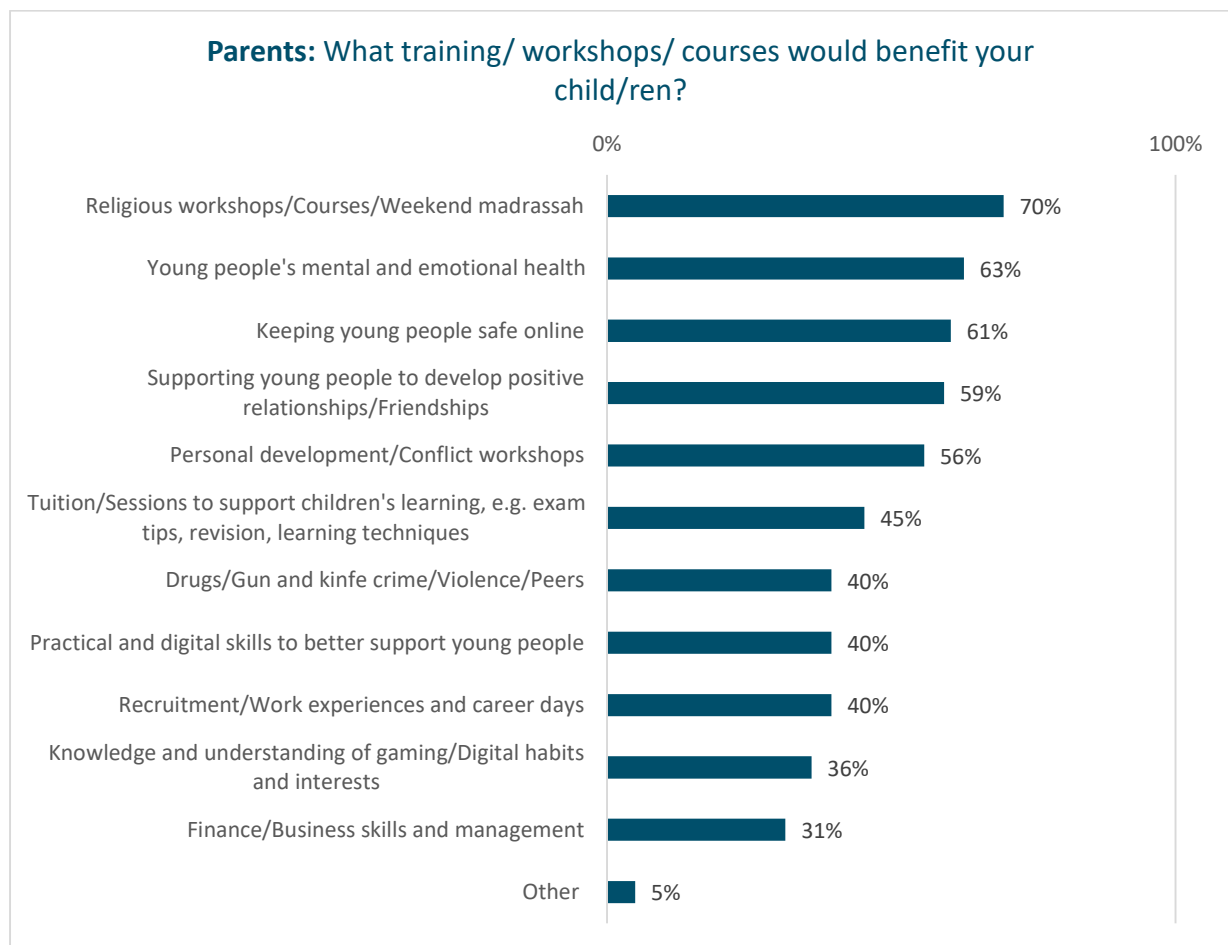 Parents: What training/ workshops/ courses would benefit your
child/ren?
0%
100%
Religious workshops/Courses/Weekend madrassah
70%
Young people's mental and emotional health
63%
Keeping young people safe online
61%
Supporting young people to develop positive
relationships/Friendships
59%
Personal development/Conflict workshops
56%
Tuition/Sessions to support children's learning, e.g. exam
tips, revision, learning techniques
45%
Drugs/Gun and kinfe crime/Violence/Peers
40%
Practical and digital skills to better support young people
40%
Recruitment/Work experiences and career days
40%
Knowledge and understanding of gaming/Digital habits
and interests
36%
Finance/Business skills and management
31%
Other
5%